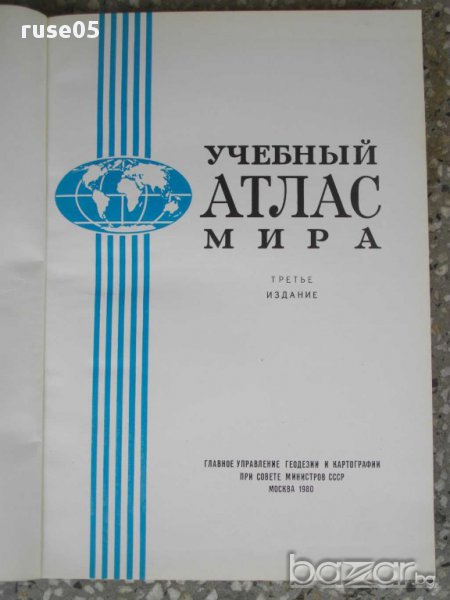 ruse05
УЧЕБНЫЙ
АТЛАС
МИРА
ТРЕТЬЕ
ИЗДАНИЕ
ГЛАВНОЕ УПРАВЛЕНИЕ ГЕОДЕЗИИ И КАРТОГРАФИИ
ПРИ СОВЕТЕ МИНИСТРОВ СССР
МОСКВА 1980
bazar.bg